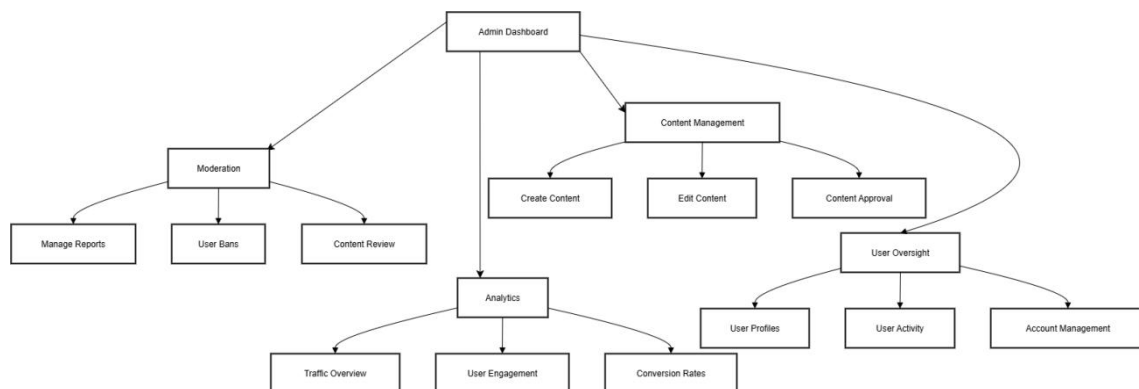 Admin Dashboard
Content Management
Moderation
Create Content
Edit Content
Content Approval
Manage Reports
User Bans
Content Review
User Oversight
Analytics
User Profiles
User Activity
Account Management
Traffic Overview
User Engagement
Conversion Rates